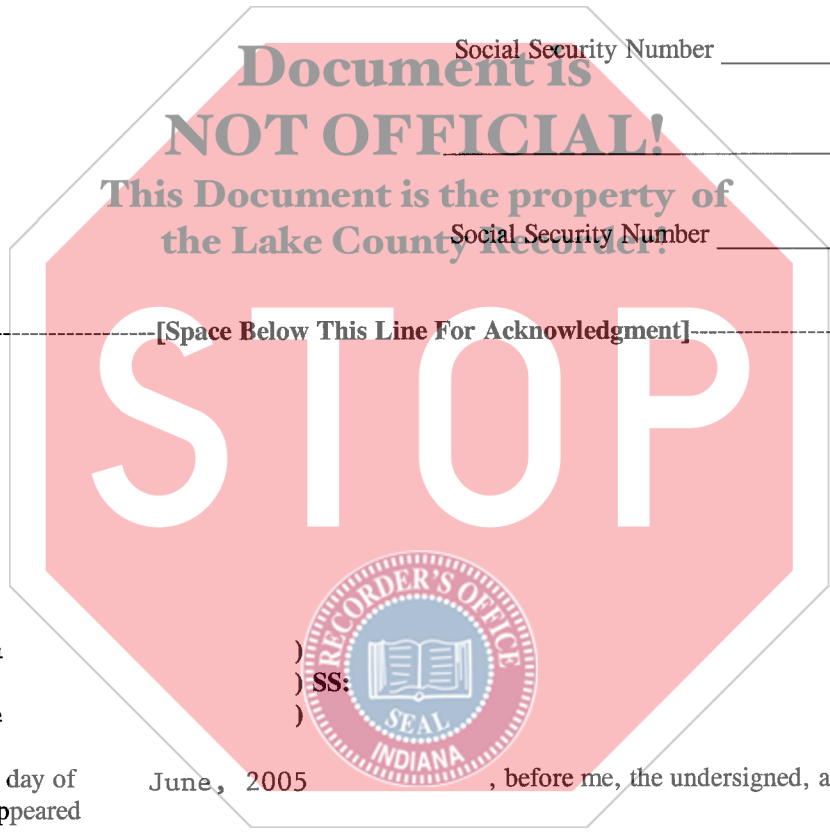 Social Security Number
Document is
NOT OFFICIAL!
This Document is the property of
the Lake County Recorder!
Social Security Number
[Space Below This Line For Acknowledgment]
STOP
)
) SS:
)
RECORDER'S OFFICE
SEAL
INDIANA
day of June, 2005 , before me, the undersigned, a
ppeared